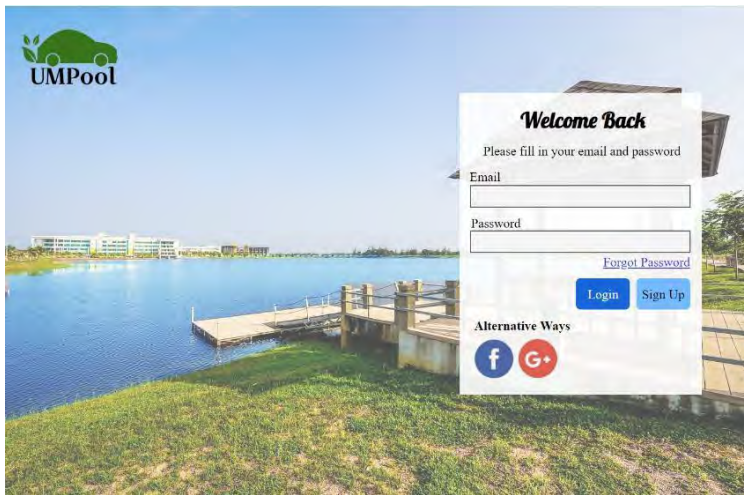 UMPool
Welcome Back
Please fill in your email and password
Email
Password
Forgot Password
Login Sign Up
Alternative Ways
f G+